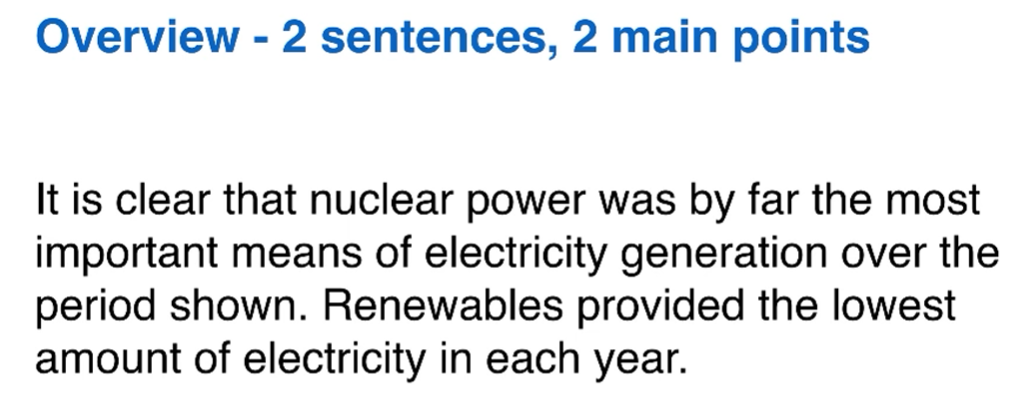 Overview - 2 sentences, 2 main points
It is clear that nuclear power was by far the most
important means of electricity generation over the
period shown. Renewables provided the lowest
amount of electricity in each year.